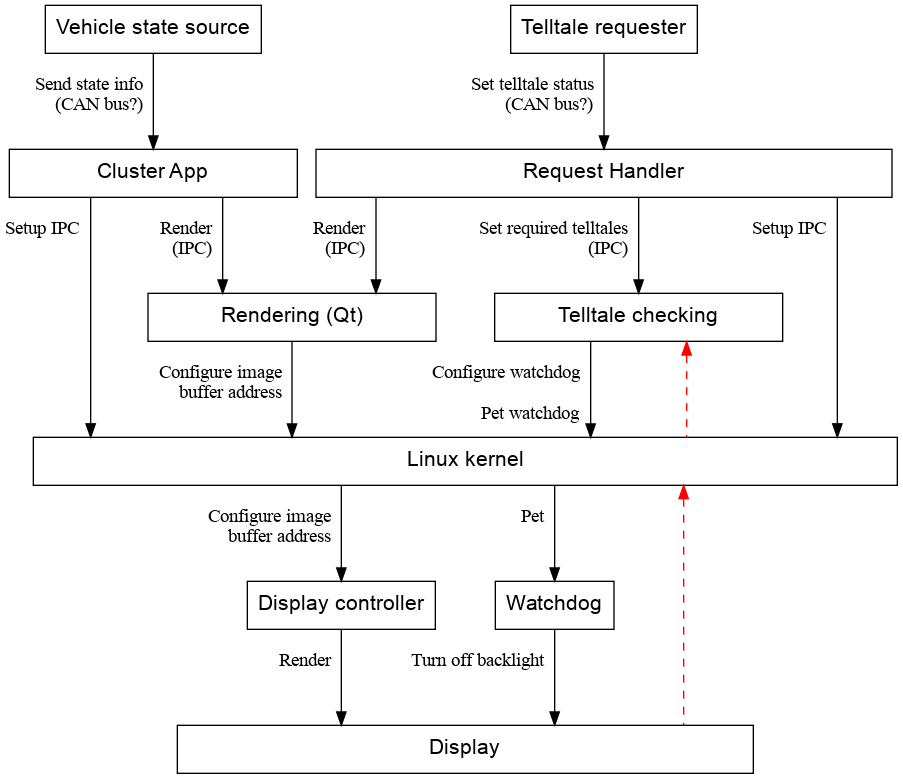 Vehicle state source
Telltale requester
Send state info
(CAN bus?)
Set telltale status
(CAN bus?)
Cluster App
Request Handler
Setup IPC
Render
(IPC)
Render
(IPC)
Set required telltales
(IPC)
Setup IPC
Rendering (Qt)
Telltale checking
Configure image
buffer address
Configure watchdog
Pet watchdog
Linux kernel
Configure image
buffer address
Pet
Display controller
Watchdog
Render
Turn off backlight
Display